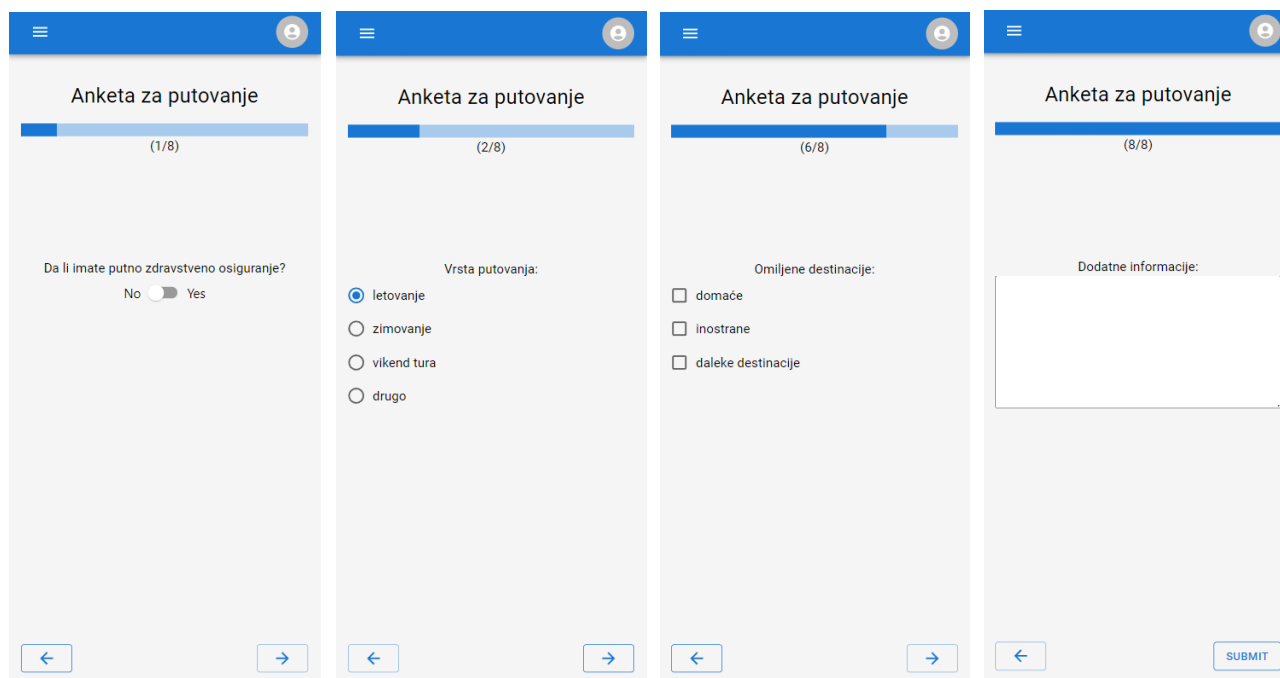 Anketa za putovanje
(1/8)
Da li imate putno zdravstveno osiguranje?
No Yes
Anketa za putovanje
(2/8)
Vrsta putovanja:
letovanje
zimovanje
vikend tura
drugo
Anketa za putovanje
(6/8)
Omiljene destinacije:
domaće
inostrane
daleke destinacije
Anketa za putovanje
(8/8)
Dodatne informacije:
SUBMIT